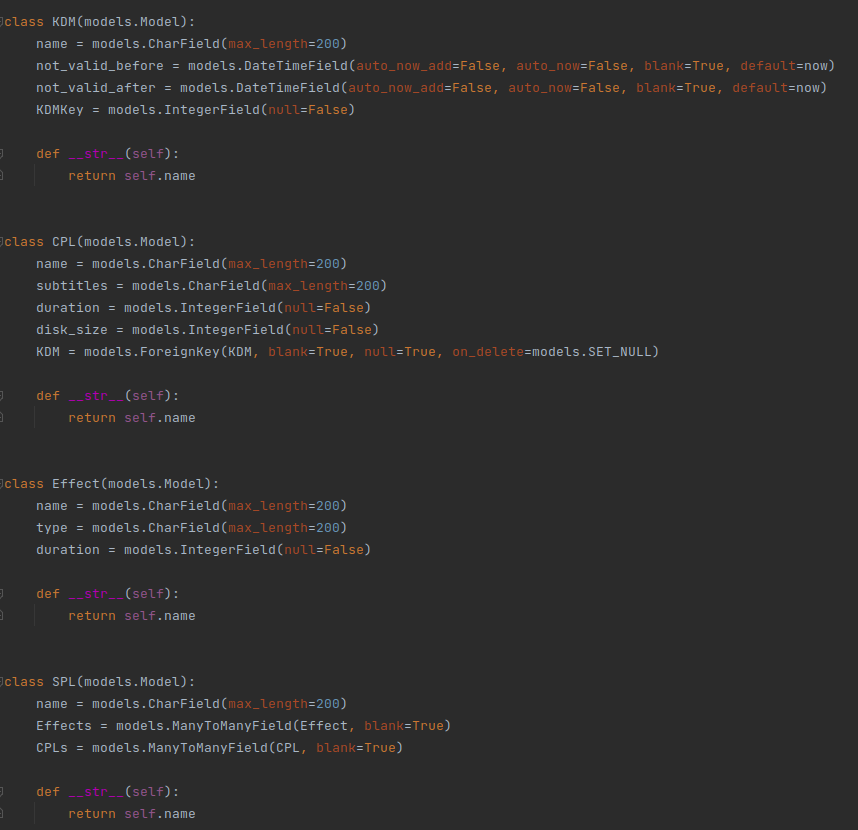 class KDM(models.Model):
    name = models.CharField(max_length=200)
    not_valid_before = models.DateTimeField(auto_now_add=False, auto_now=False, blank=True, default=now)
    not_valid_after = models.DateTimeField(auto_now_add=False, auto_now=False, blank=True, default=now)
    KDMKey = models.IntegerField(null=False)

    def __str__(self):
        return self.name


class CPL(models.Model):
    name = models.CharField(max_length=200)
    subtitles = models.CharField(max_length=200)
    duration = models.IntegerField(null=False)
    disk_size = models.IntegerField(null=False)
    KDM = models.ForeignKey(KDM, blank=True, null=True, on_delete=models.SET_NULL)

    def __str__(self):
        return self.name


class Effect(models.Model):
    name = models.CharField(max_length=200)
    type = models.CharField(max_length=200)
    duration = models.IntegerField(null=False)

    def __str__(self):
        return self.name


class SPL(models.Model):
    name = models.CharField(max_length=200)
    Effects = models.ManyToManyField(Effect, blank=True)
    CPLs = models.ManyToManyField(CPL, blank=True)

    def __str__(self):
        return self.name